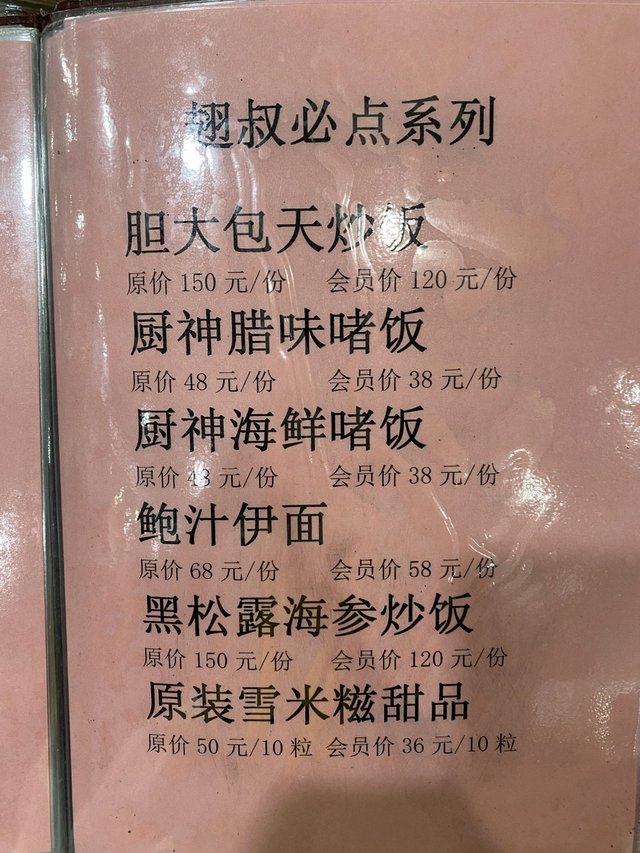 翅叔必点系列
胆大包天炒饭
原价 150 元/份 会员价 120 元/份
厨神腊味啫饭
原价 48 元/份 会员价 38 元/份
厨神海鲜啫饭
原价 48 元/份 会员价 38 元/份
鲍汁伊面
原价 68 元/份 会员价 58 元/份
黑松露海参炒饭
原价 150 元/份 会员价 120 元/份
原装雪米糍甜品
原价 50 元/10 粒 会员价 36 元/10 粒